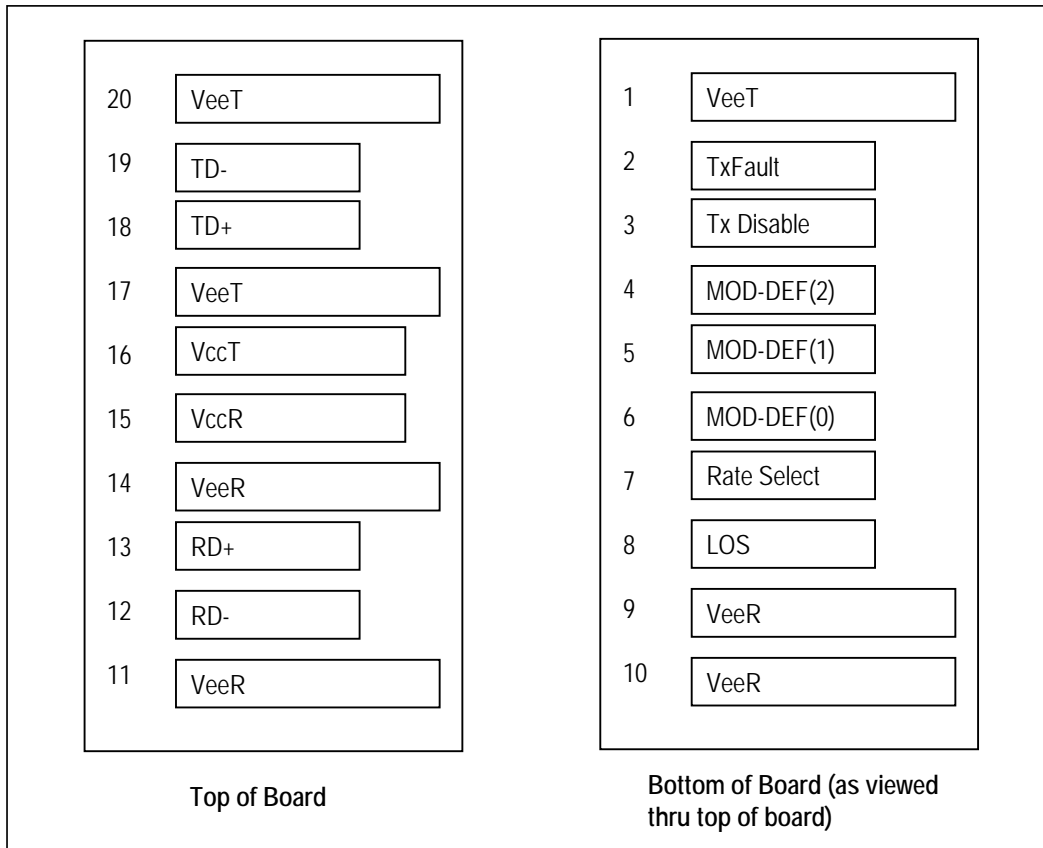 20 VeeT
19 TD-
18 TD+
17 VeeT
16 VccT
15 VccR
14 VeeR
13 RD+
12 RD-
11 VeeR
Top of Board
1 VeeT
2 TxFault
3 Tx Disable
4 MOD-DEF(2)
5 MOD-DEF(1)
6 MOD-DEF(0)
7 Rate Select
8 LOS
9 VeeR
10 VeeR
Bottom of Board (as viewed
thru top of board)